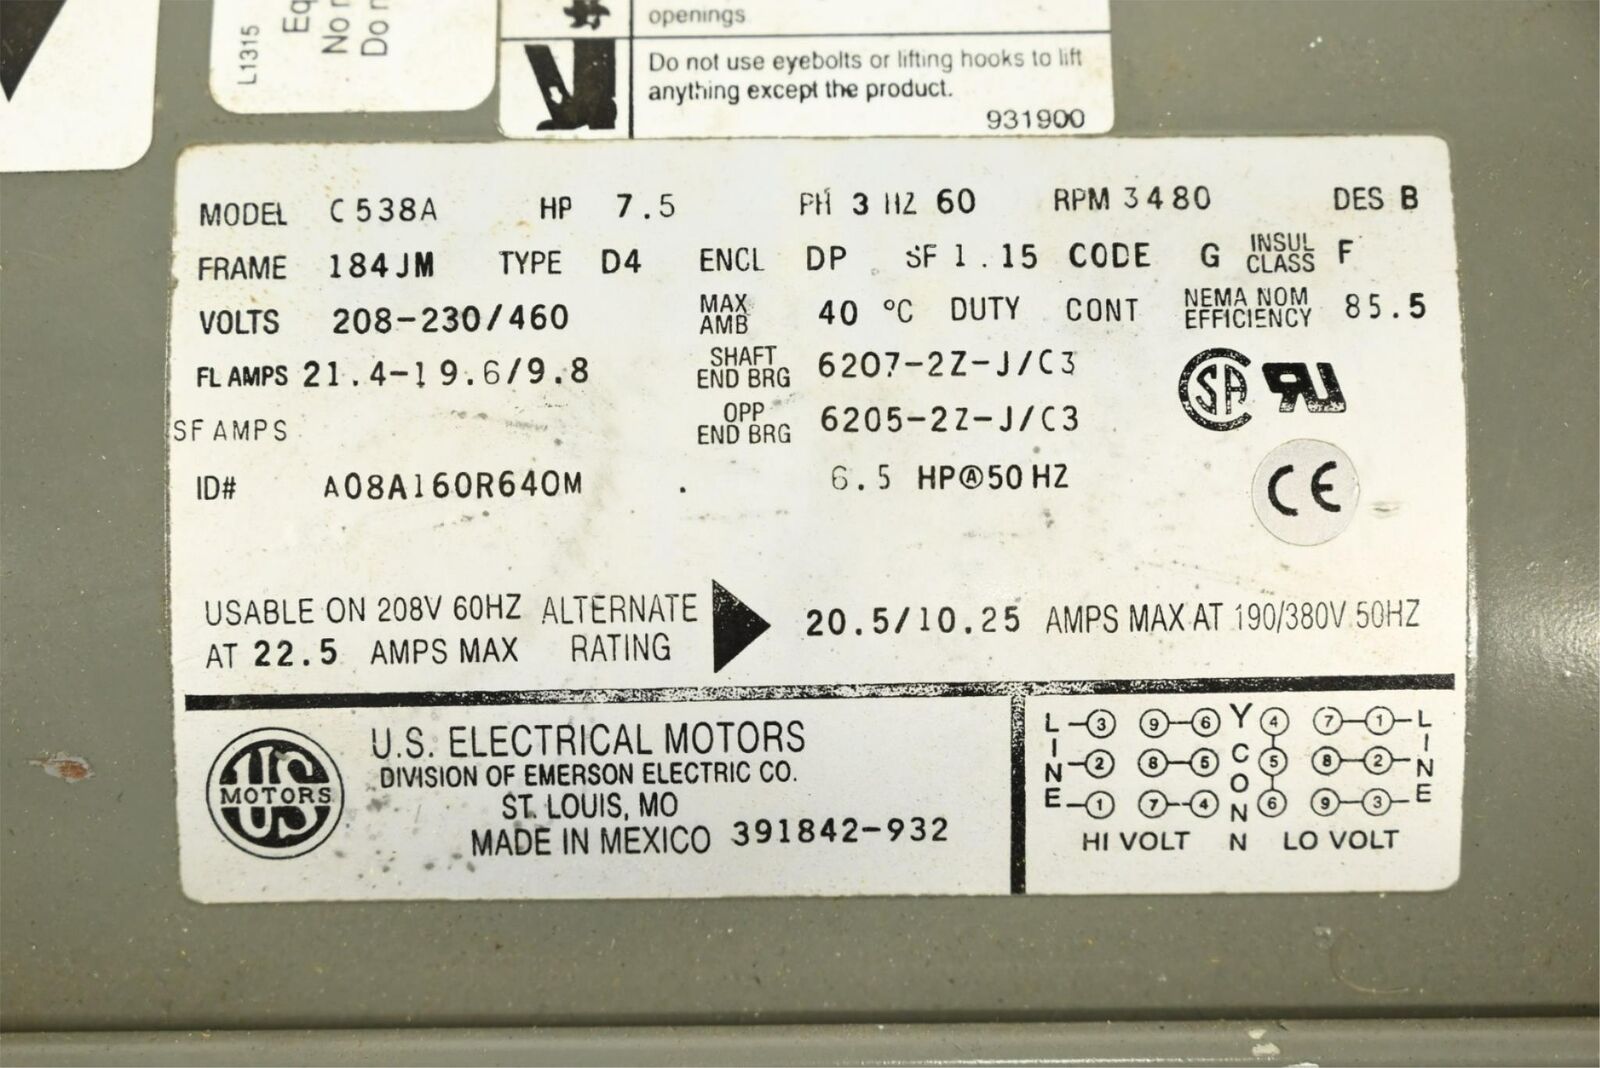 openings
Do not use eyebolts or lifting hooks to lift
anything except the product.
931900
L1315
MODEL C538A HP 7.5 PH 3 HZ 60 RPM 3480 DES B
FRAME 184JM TYPE D4 ENCL DP SF 1.15 CODE G INSUL CLASS F
VOLTS 208-230/460 MAX AMB 40 °C DUTY CONT NEMA NOM EFFICIENCY 85.5
FL AMPS 21.4-19.6/9.8 SHAFT END BRG 6207-2Z-J/C3
SF AMPS OPP END BRG 6205-2Z-J/C3
ID# A08A160R640M . 6.5 HP@50 HZ
CSA RU
CE
USABLE ON 208V 60HZ ALTERNATE
AT 22.5 AMPS MAX RATING
20.5/10.25 AMPS MAX AT 190/380V 50HZ
US MOTORS
U.S. ELECTRICAL MOTORS
DIVISION OF EMERSON ELECTRIC CO.
ST. LOUIS, MO
MADE IN MEXICO 391842-932
LINE Y CONN LINE
3 9 6 4 7 1
2 8 5 5 8 2
1 7 4 6 9 3
HI VOLT LO VOLT